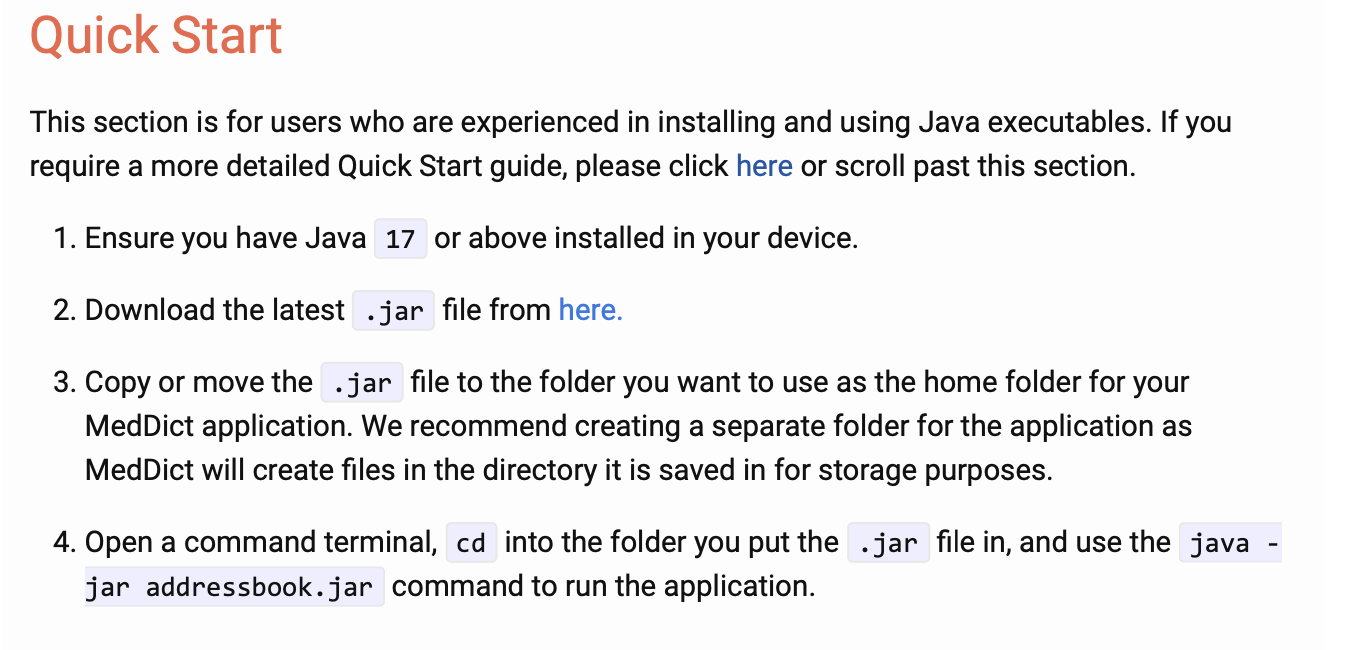 Quick Start
This section is for users who are experienced in installing and using Java executables. If you
require a more detailed Quick Start guide, please click here or scroll past this section.
1. Ensure you have Java 17 or above installed in your device.
2. Download the latest .jar file from here.
3. Copy or move the .jar file to the folder you want to use as the home folder for your
MedDict application. We recommend creating a separate folder for the application as
MedDict will create files in the directory it is saved in for storage purposes.
4. Open a command terminal, cd into the folder you put the .jar file in, and use the java -
jar addressbook.jar command to run the application.